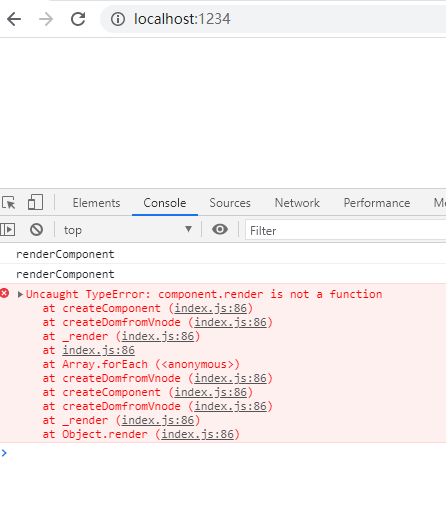 localhost:1234
Elements Console Sources Network Performance
top Filter
renderComponent
renderComponent
Uncaught TypeError: component.render is not a function
at createComponent (index.js:86)
at createDomfromVnode (index.js:86)
at _render (index.js:86)
at index.js:86
at Array.forEach (<anonymous>)
at createDomfromVnode (index.js:86)
at createComponent (index.js:86)
at createDomfromVnode (index.js:86)
at _render (index.js:86)
at Object.render (index.js:86)